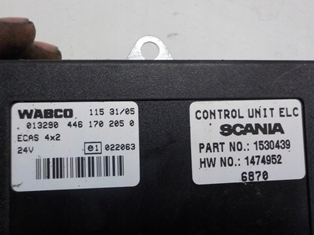 WABCO 115 31/05
013290 446 170 205 0
ECAS 4x2
24V e1 022063
CONTROL UNIT ELC
SCANIA
PART NO.: 1530439
HW NO.: 1474952
6870